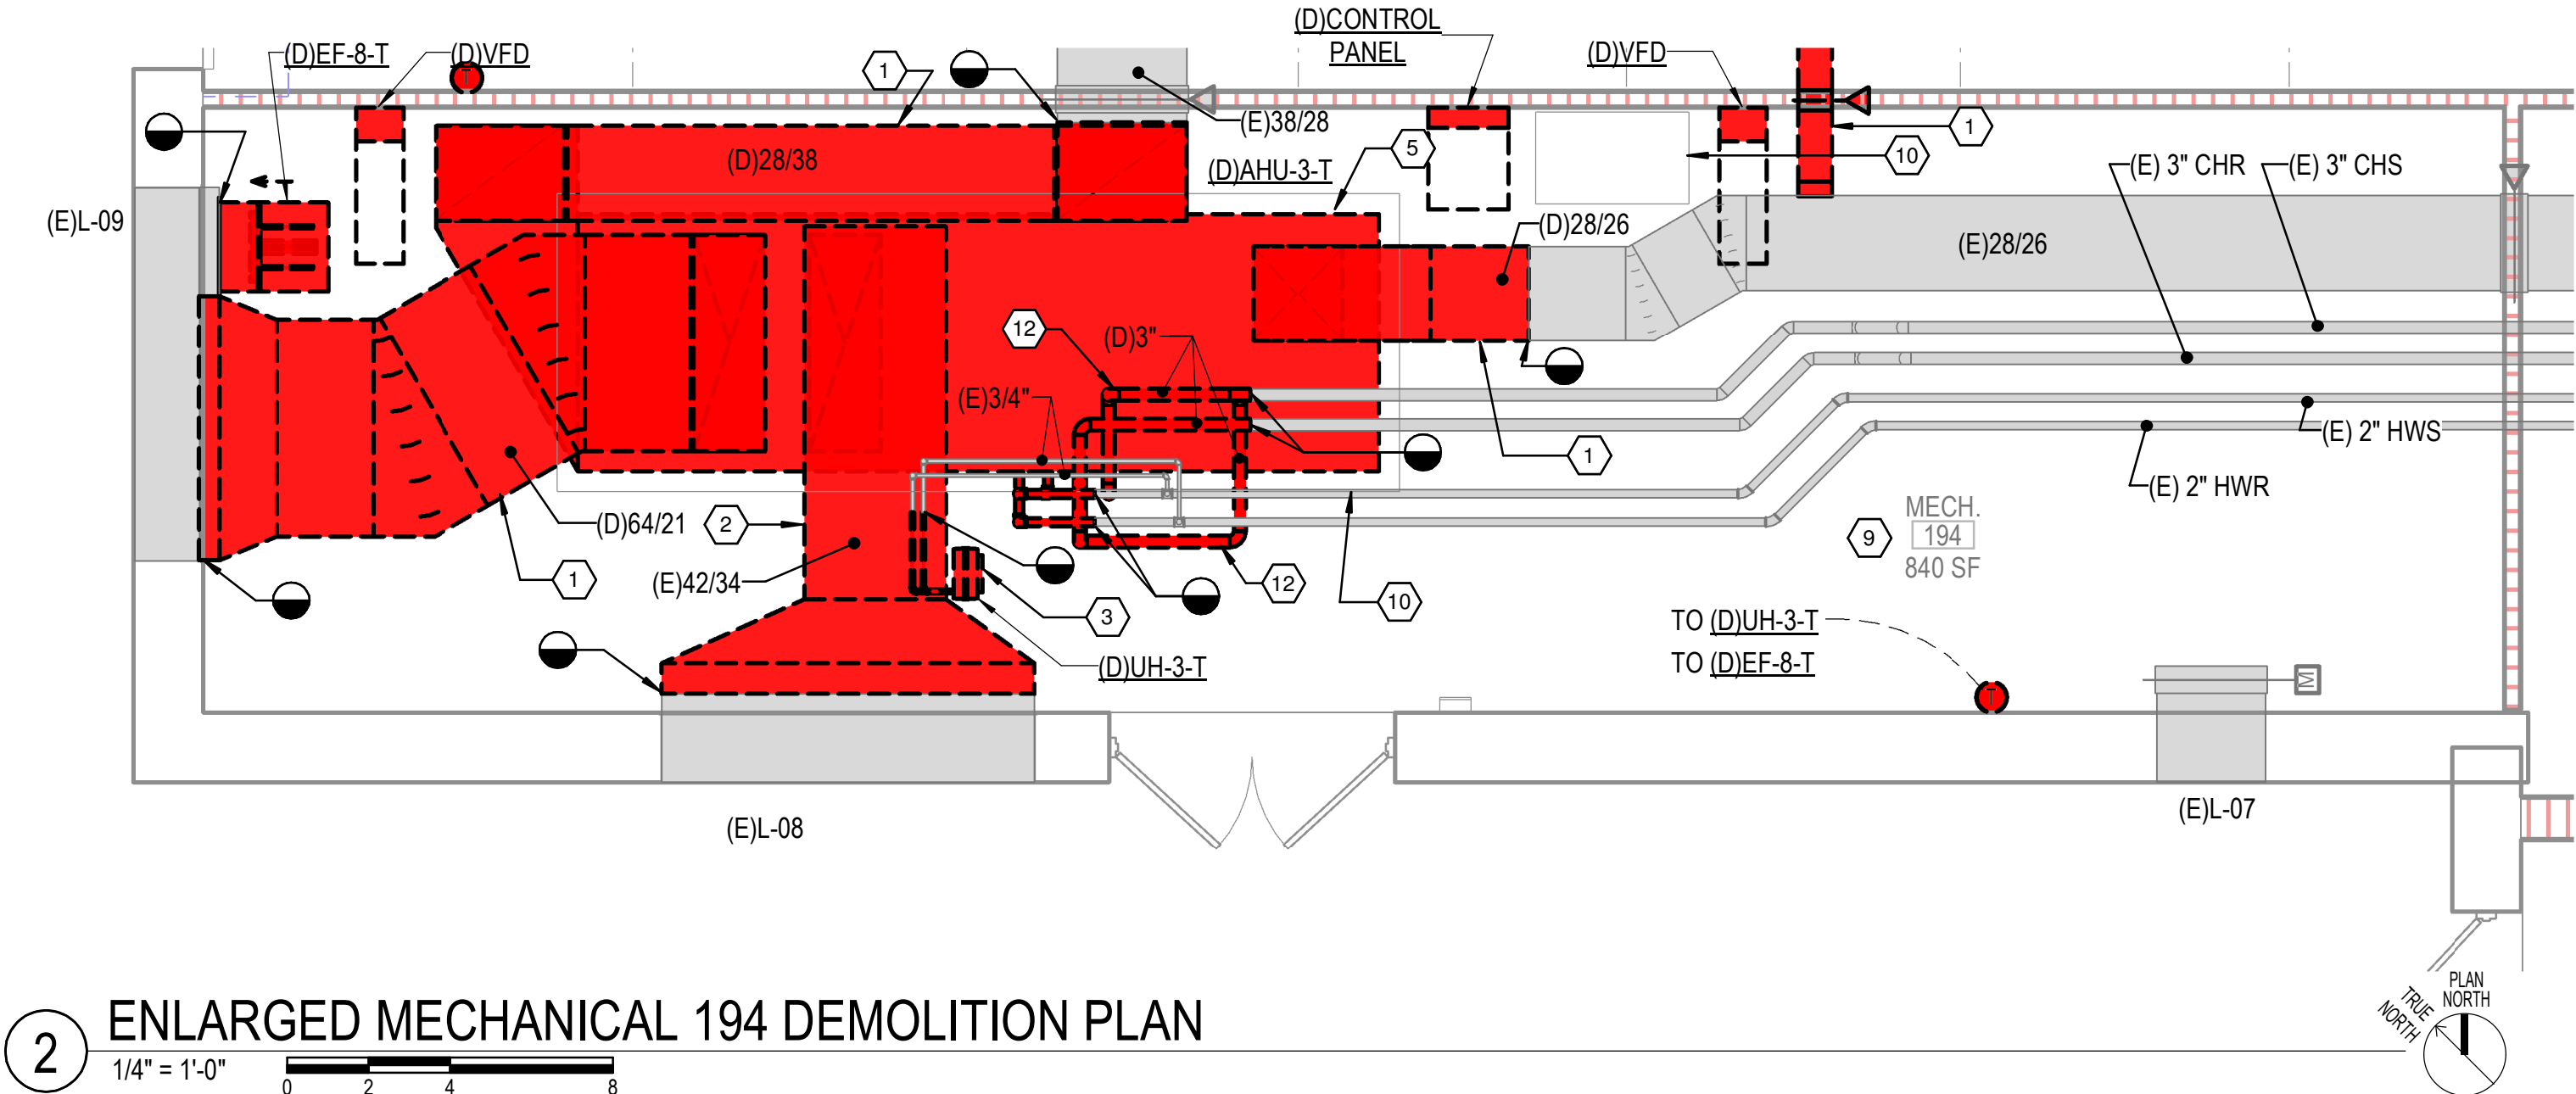 (D)CONTROL
PANEL
(D)EF-8-T
(D)VFD
1
(D)VFD
T
(E)38/28
1
5
10
(D)28/38
(D)AHU-3-T
(E) 3" CHR
(E) 3" CHS
(E)L-09
(D)28/26
(E)28/26
12
(D)3"
(E)3/4"
1
(E) 2" HWS
(E) 2" HWR
MECH.
194
840 SF
9
(D)64/21
2
(E)42/34
1
3
12
10
(D)UH-3-T
TO (D)UH-3-T
TO (D)EF-8-T
T
M
(E)L-08
(E)L-07
PLAN
NORTH
TRUE
NORTH
2
ENLARGED MECHANICAL 194 DEMOLITION PLAN
1/4" = 1'-0"
0 2 4 8